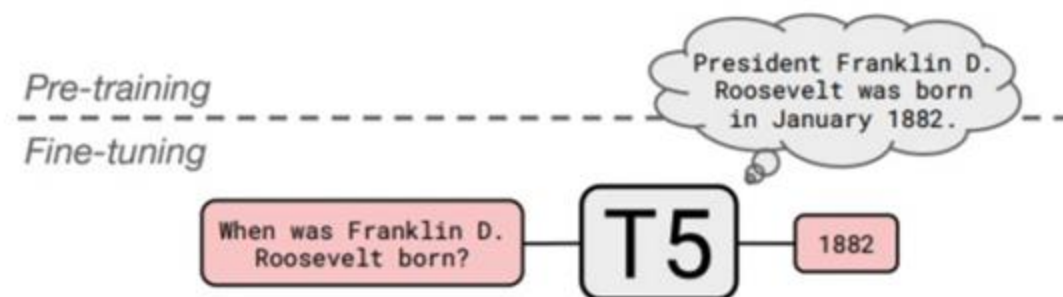 Pre-training
President Franklin D.
Roosevelt was born
in January 1882.
Fine-tuning
When was Franklin D.
Roosevelt born?
T5
1882